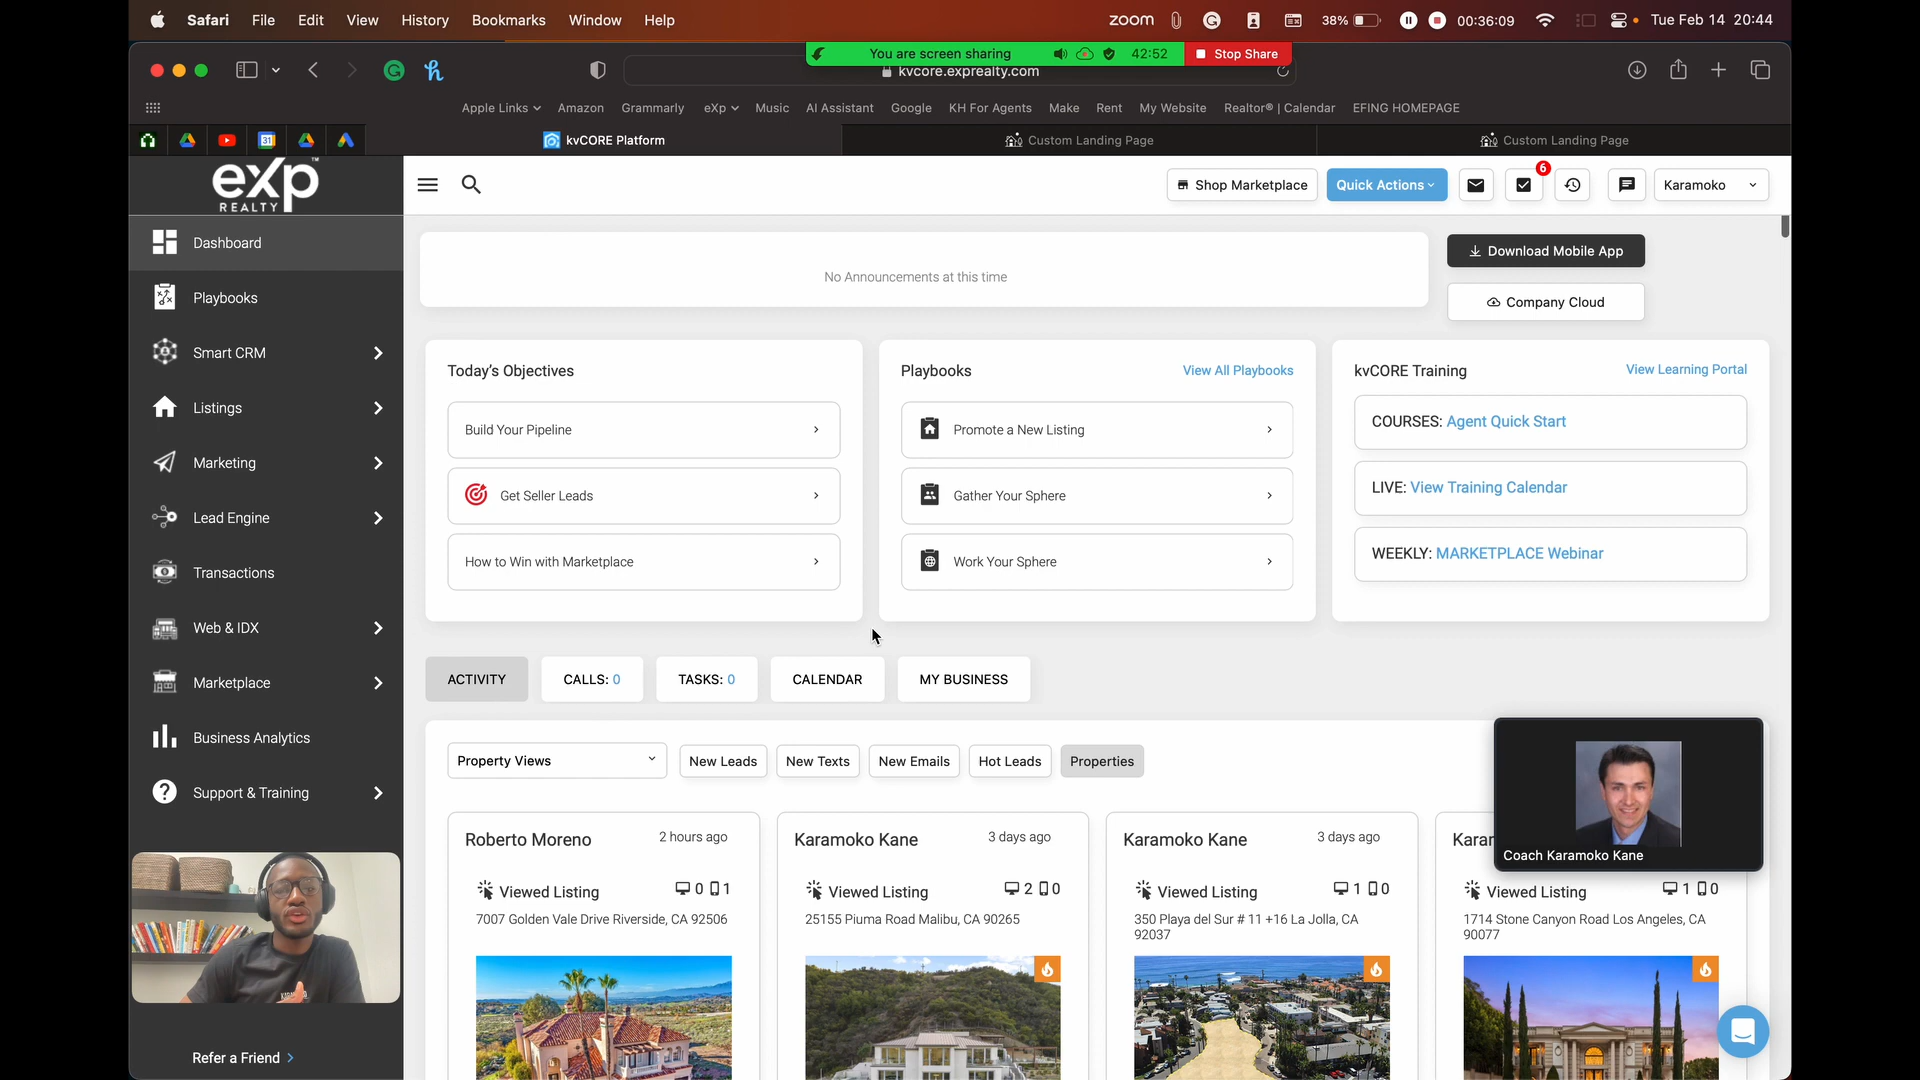 Safari File Edit View History Bookmarks Window Help
zoom 38% 00:36:09 Tue Feb 14 20:44
You are screen sharing 42:52 Stop Share
kvcore.exprealty.com
Apple Links Amazon Grammarly eXp Music AI Assistant Google KH For Agents Make Rent My Website Realtor® | Calendar EFING HOMEPAGE
31 kvCORE Platform Custom Landing Page Custom Landing Page
eXp™
REALTY
Shop Marketplace Quick Actions 6 Karamoko
Dashboard
Playbooks
Smart CRM
Listings
Marketing
Lead Engine
Transactions
Web & IDX
Marketplace
Business Analytics
Support & Training
Refer a Friend
No Announcements at this time
Download Mobile App
Company Cloud
Today's Objectives
Build Your Pipeline
Get Seller Leads
How to Win with Marketplace
Playbooks View All Playbooks
Promote a New Listing
Gather Your Sphere
Work Your Sphere
kvCORE Training View Learning Portal
COURSES: Agent Quick Start
LIVE: View Training Calendar
WEEKLY: MARKETPLACE Webinar
ACTIVITY CALLS: 0 TASKS: 0 CALENDAR MY BUSINESS
Property Views New Leads New Texts New Emails Hot Leads Properties
Roberto Moreno 2 hours ago
Viewed Listing 0 1
7007 Golden Vale Drive Riverside, CA 92506
Karamoko Kane 3 days ago
Viewed Listing 2 0
25155 Piuma Road Malibu, CA 90265
Karamoko Kane 3 days ago
Viewed Listing 1 0
350 Playa del Sur # 11 +16 La Jolla, CA
92037
Karar
Viewed Listing 1 0
1714 Stone Canyon Road Los Angeles, CA
90077
Coach Karamoko Kane